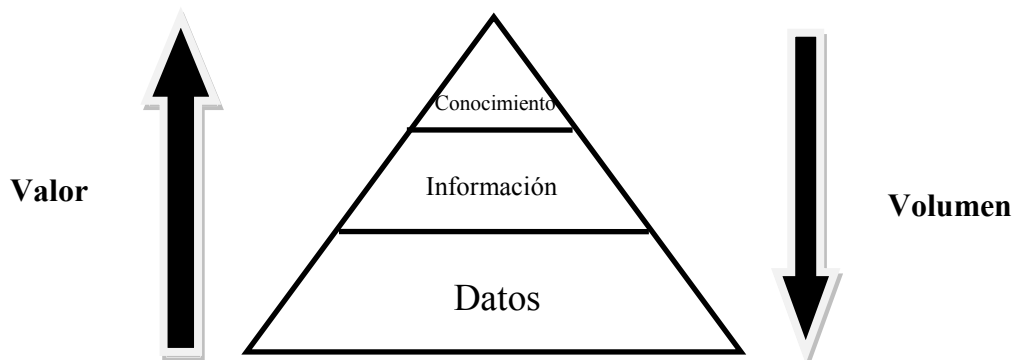 Conocimiento
Valor
Información
Volumen
Datos